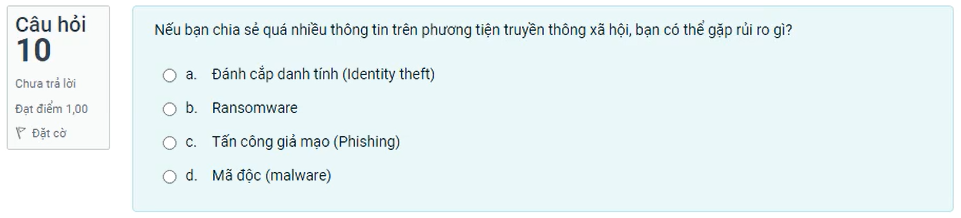 Câu hỏi
10
Chưa trả lời
Đạt điểm 1,00
Đặt cờ
Nếu bạn chia sẻ quá nhiều thông tin trên phương tiện truyền thông xã hội, bạn có thể gặp rủi ro gì?
a. Đánh cắp danh tính (Identity theft)
b. Ransomware
c. Tấn công giả mạo (Phishing)
d. Mã độc (malware)